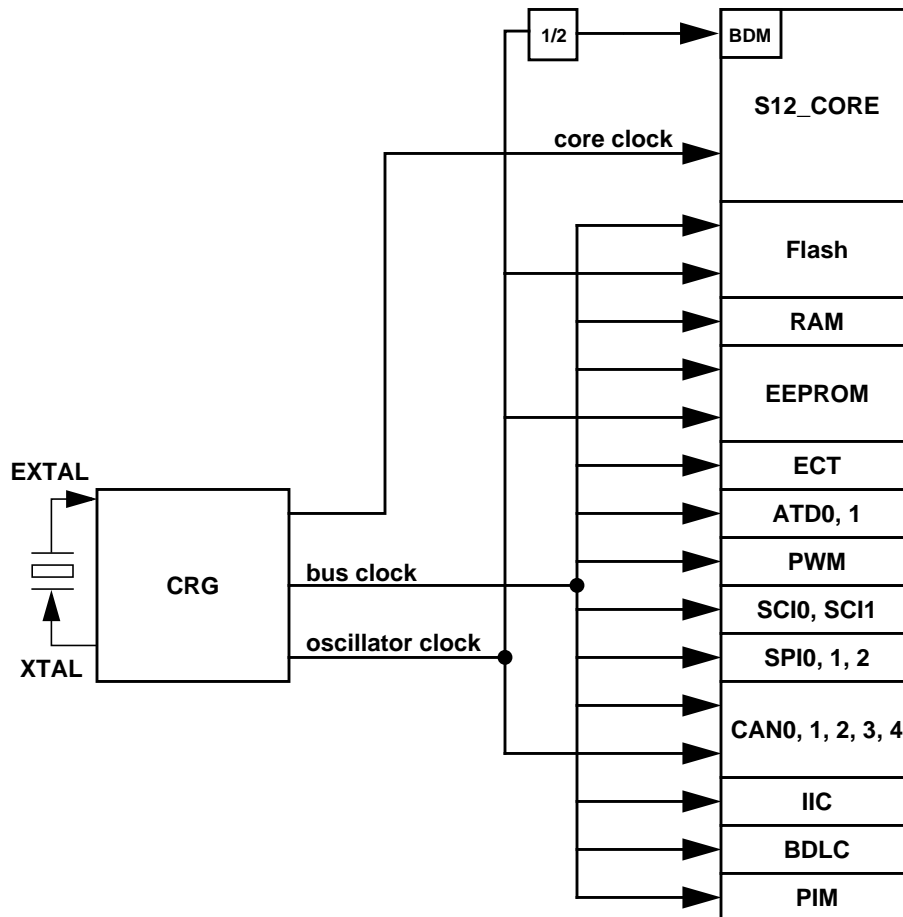 1/2
BDM
S12_CORE
core clock
Flash
RAM
EEPROM
EXTAL
ECT
ATD0, 1
CRG
bus clock
PWM
SCI0, SCI1
oscillator clock
XTAL
SPI0, 1, 2
CAN0, 1, 2, 3, 4
IIC
BDLC
PIM